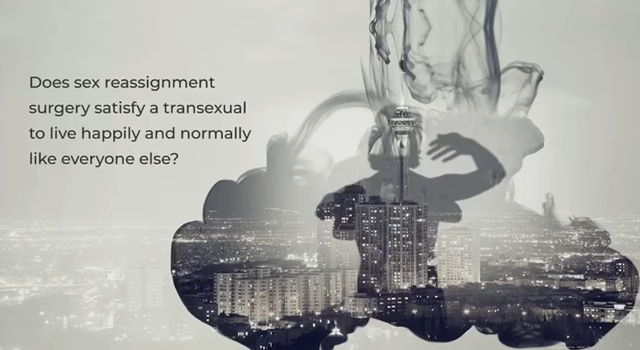 Does sex reassignment
surgery satisfy a transexual
to live happily and normally
like everyone else?